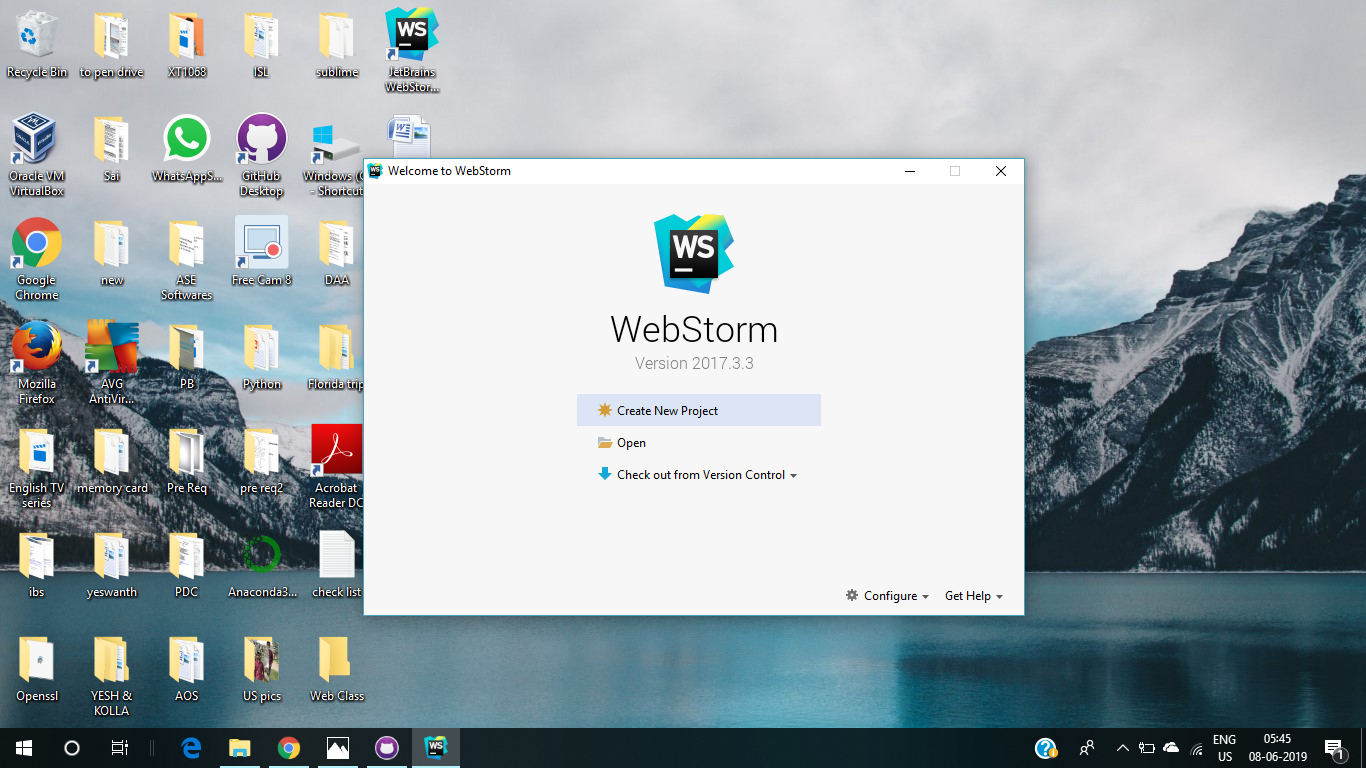 Recycle Bin
to pen drive
XT1068
ISL
sublime
WS
JetBrains
WebStor...
Oracle VM
VirtualBox
Sai
WhatsAppS...
GitHub
Desktop
Windows (C
- Shortcut
Google
Chrome
new
ASE
Softwares
Free Cam 8
DAA
Mozilla
Firefox
AVG
AntiVir...
PB
Python
Florida trip
English TV
series
memory card
Pre Req
pre req2
Acrobat
Reader DC
ibs
yeswanth
PDC
Anaconda3...
check list
Openssl
YESH &
KOLLA
AOS
US pics
Web Class
WS
Welcome to WebStorm
WS
WebStorm
Version 2017.3.3
Create New Project
Open
Check out from Version Control
Configure
Get Help
WS
ENG
US
05:45
08-06-2019
1